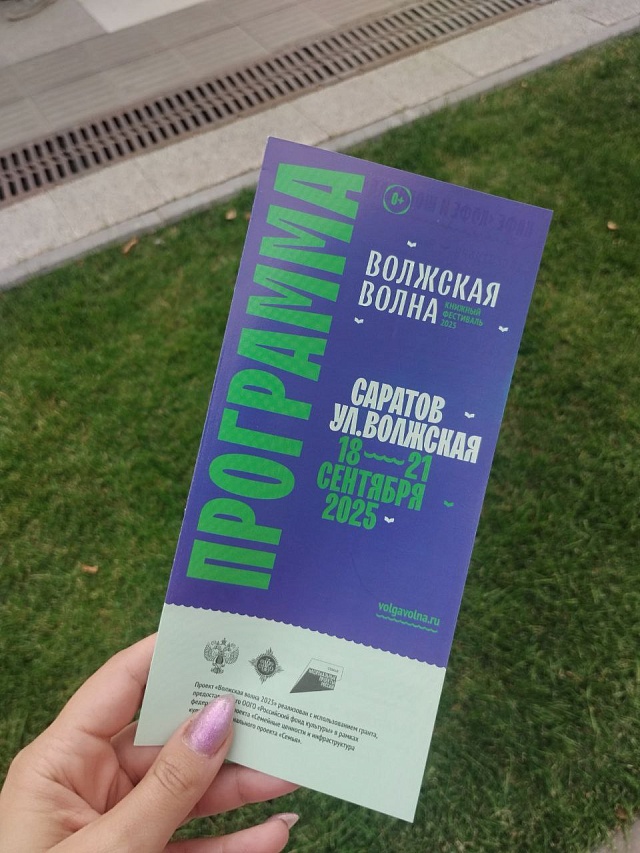 ПРОГРАММА
0+
ВОЛЖСКАЯ
ВОЛНА
КНИЖНЫЙ
ФЕСТИВАЛЬ
2025
САРАТОВ
УЛ.ВОЛЖСКАЯ
18 21
СЕНТЯБРЯ
2025
volgavolna.ru
Проект «Волжская волна 2025» реализован с использованием гранта,
ООГО «Российский фонд культуры» в рамках
«Семейные ценности и инфраструктура
проекта «Семья».